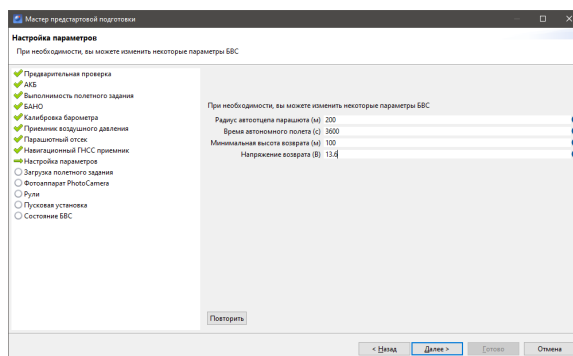 Мастер предстартовой подготовки
Настройка параметров
При необходимости, вы можете изменить некоторые параметры БВС
Предварительная проверка
АКБ
Выполнимость полетного задания
БАНО
Калибровка барометра
Приемник воздушного давления
Парашютный отсек
Навигационный ГНСС приемник
Настройка параметров
Загрузка полетного задания
Фотоаппарат PhotoCamera
Рули
Пусковая установка
Состояние БВС
При необходимости, вы можете изменить некоторые параметры БВС
Радиус автоотцепа парашюта (м) 200
Время автономного полета (с) 3600
Минимальная высота возврата (м) 100
Напряжение возврата (В) 13.6
Повторить
< Назад Далее > Готово Отмена